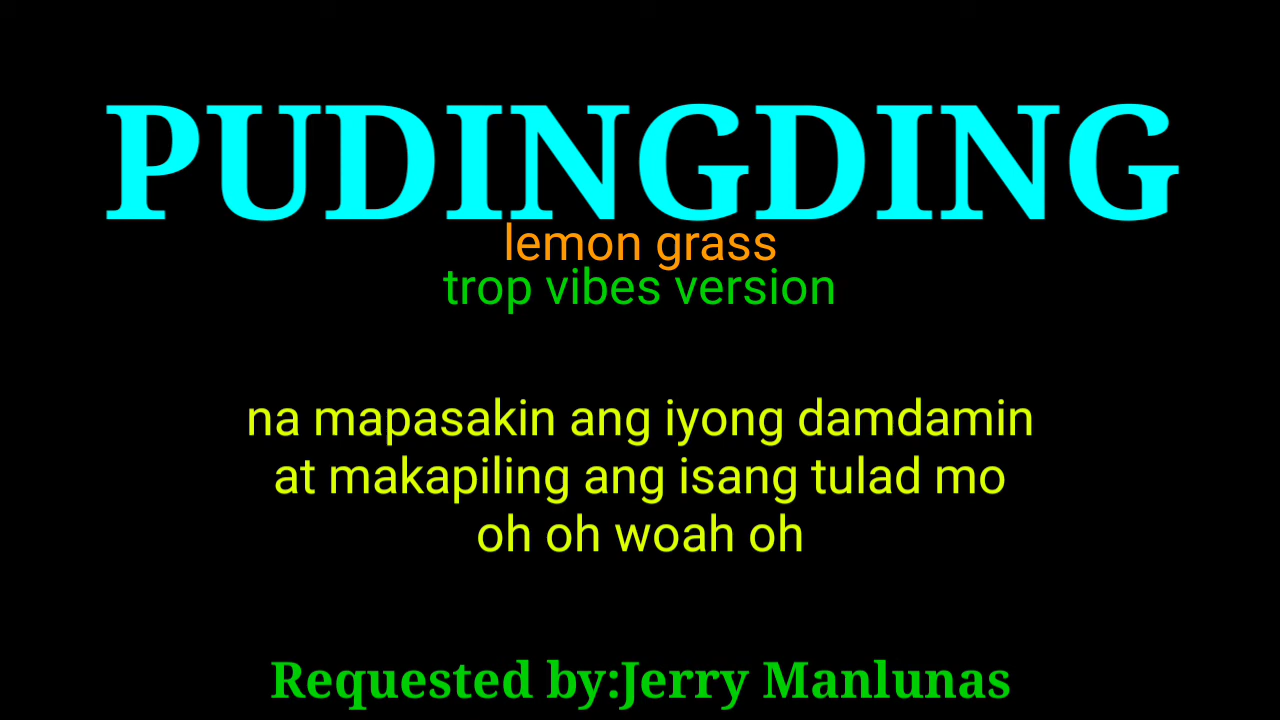 PUDINGDING
lemon grass
trop vibes version
na mapasakin ang iyong damdamin
at makapiling ang isang tulad mo
oh oh woah oh
Requested by:Jerry Manlunas